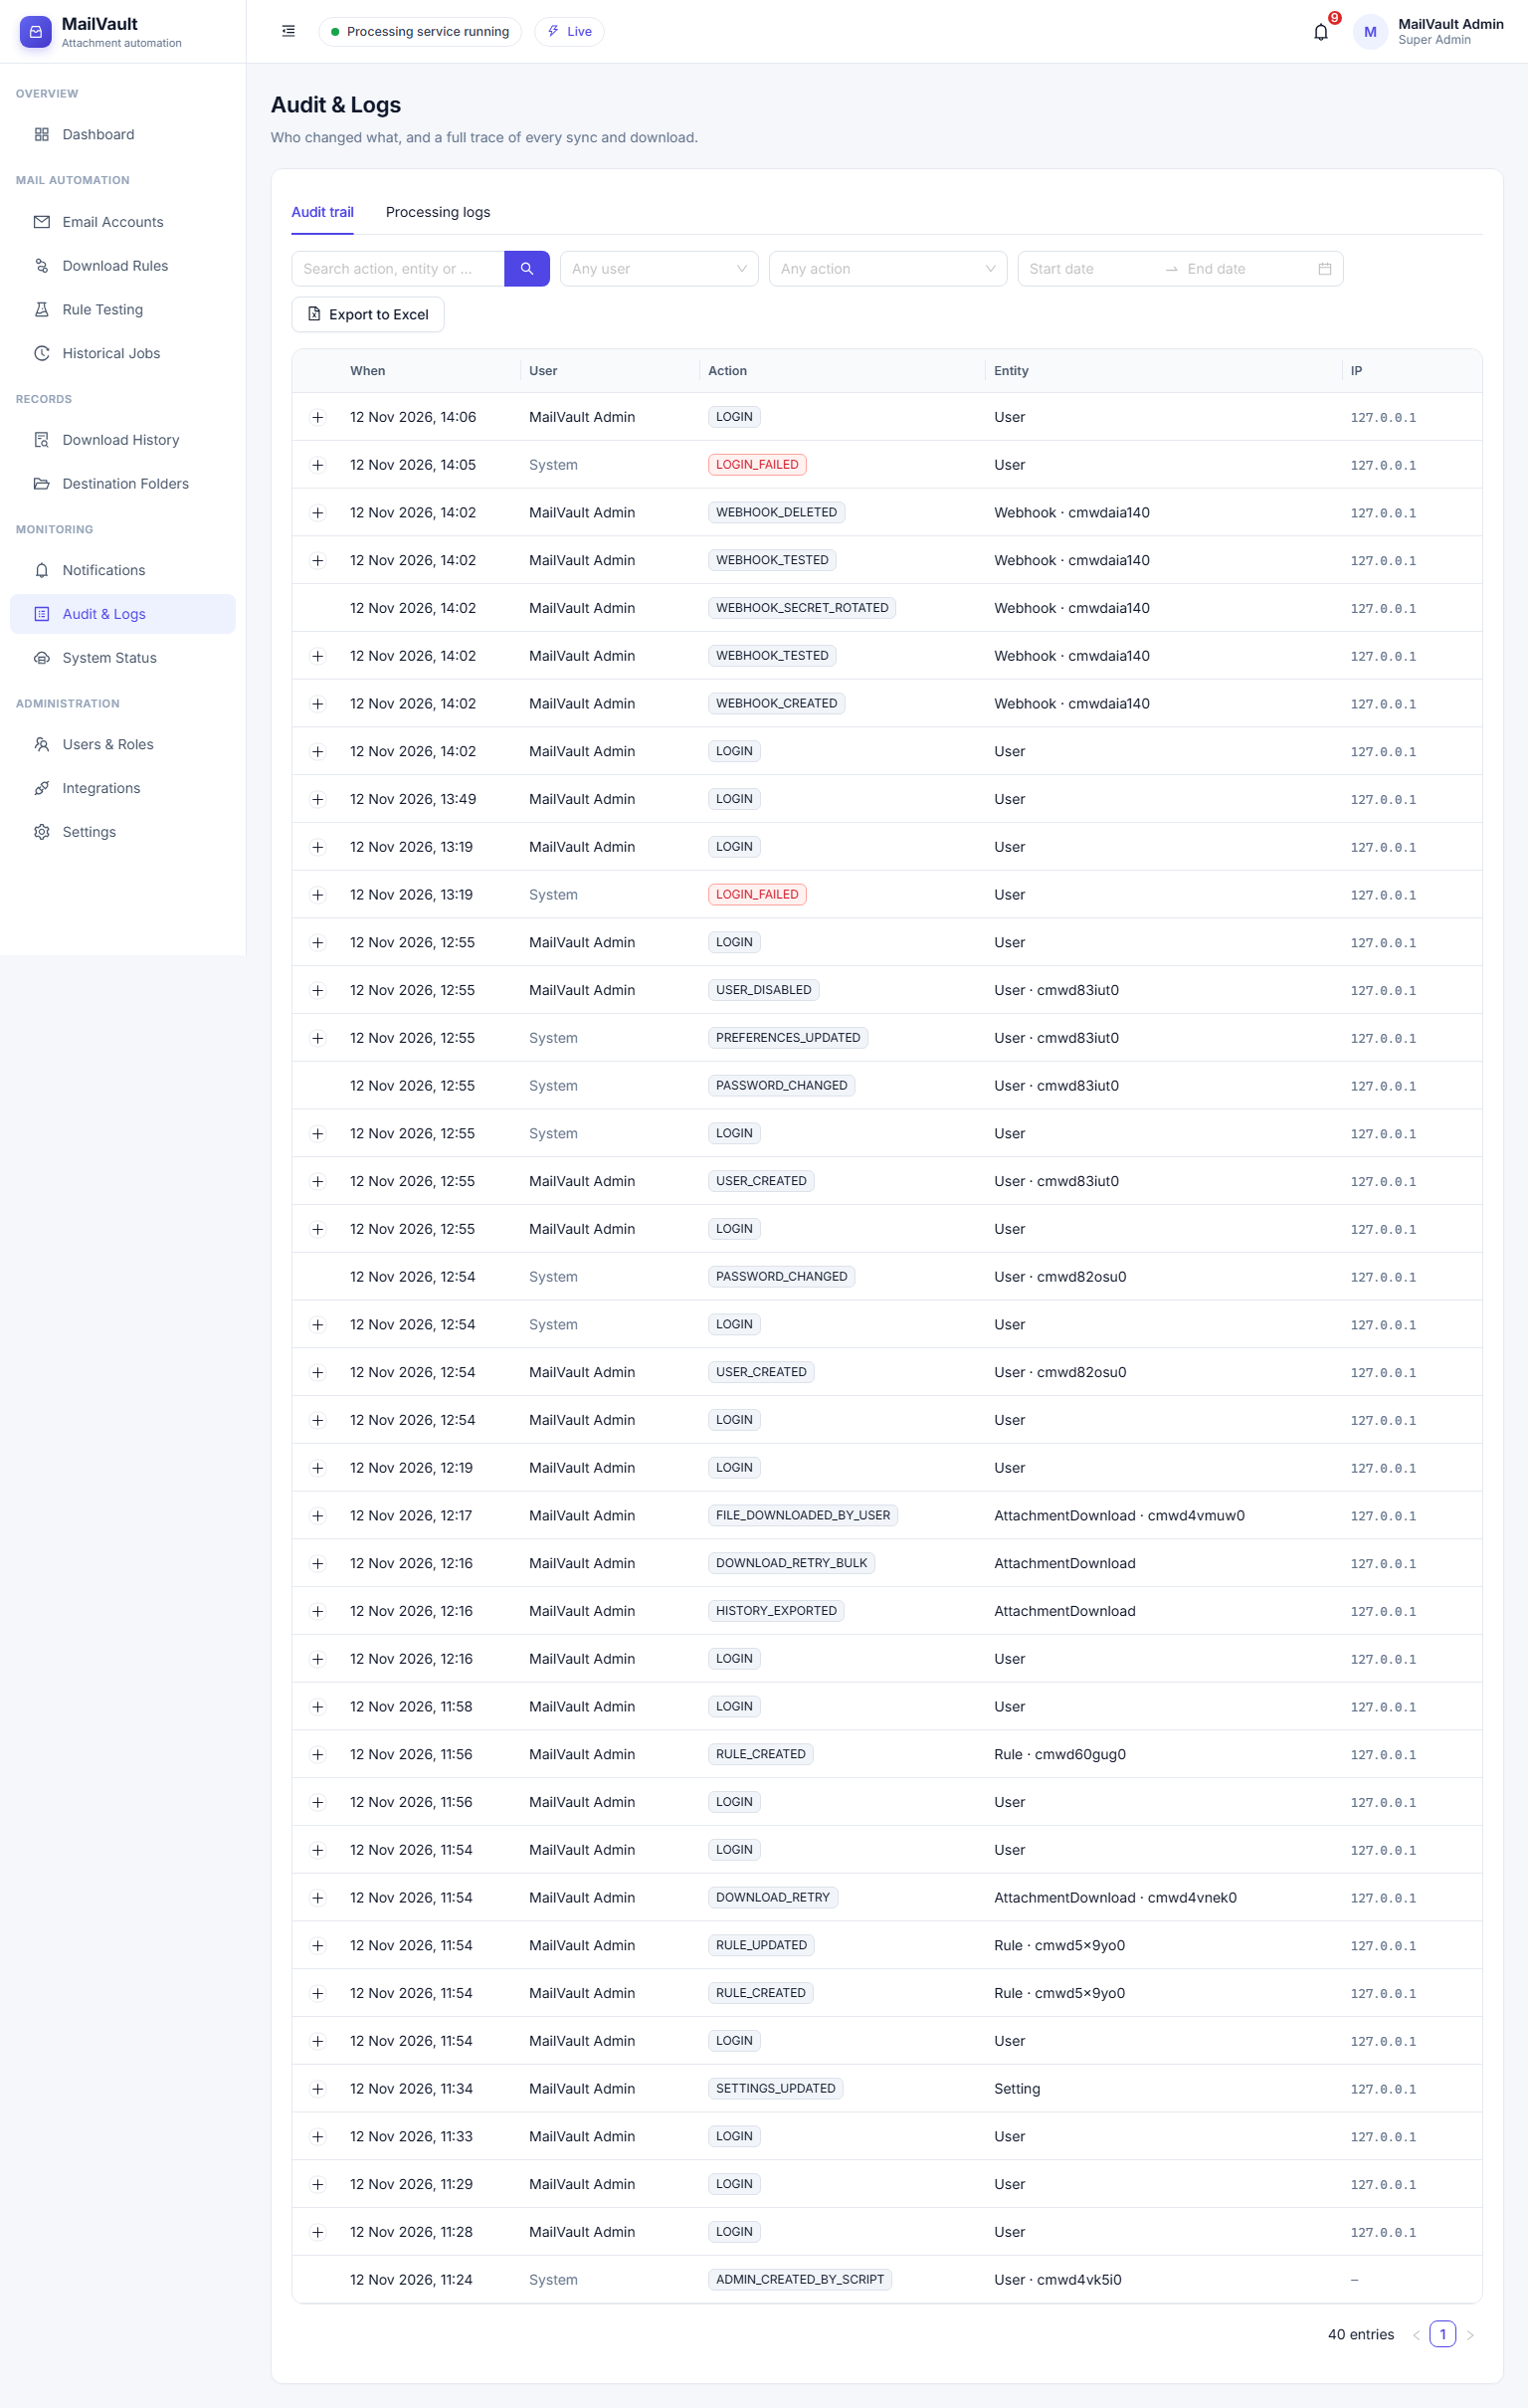 MailVault
Attachment automation
Processing service running
Live
9
M
MailVault Admin
Super Admin
OVERVIEW
Dashboard
MAIL AUTOMATION
Email Accounts
Download Rules
Rule Testing
Historical Jobs
RECORDS
Download History
Destination Folders
MONITORING
Notifications
Audit & Logs
System Status
ADMINISTRATION
Users & Roles
Integrations
Settings
Audit & Logs
Who changed what, and a full trace of every sync and download.
Audit trail Processing logs
Search action, entity or ... Any user Any action Start date End date
Export to Excel
When User Action Entity IP
12 Nov 2026, 14:06 MailVault Admin LOGIN User 127.0.0.1
12 Nov 2026, 14:05 System LOGIN_FAILED User 127.0.0.1
12 Nov 2026, 14:02 MailVault Admin WEBHOOK_DELETED Webhook · cmwdaia140 127.0.0.1
12 Nov 2026, 14:02 MailVault Admin WEBHOOK_TESTED Webhook · cmwdaia140 127.0.0.1
12 Nov 2026, 14:02 MailVault Admin WEBHOOK_SECRET_ROTATED Webhook · cmwdaia140 127.0.0.1
12 Nov 2026, 14:02 MailVault Admin WEBHOOK_TESTED Webhook · cmwdaia140 127.0.0.1
12 Nov 2026, 14:02 MailVault Admin WEBHOOK_CREATED Webhook · cmwdaia140 127.0.0.1
12 Nov 2026, 14:02 MailVault Admin LOGIN User 127.0.0.1
12 Nov 2026, 13:49 MailVault Admin LOGIN User 127.0.0.1
12 Nov 2026, 13:19 MailVault Admin LOGIN User 127.0.0.1
12 Nov 2026, 13:19 System LOGIN_FAILED User 127.0.0.1
12 Nov 2026, 12:55 MailVault Admin LOGIN User 127.0.0.1
12 Nov 2026, 12:55 MailVault Admin USER_DISABLED User · cmwd83iut0 127.0.0.1
12 Nov 2026, 12:55 System PREFERENCES_UPDATED User · cmwd83iut0 127.0.0.1
12 Nov 2026, 12:55 System PASSWORD_CHANGED User · cmwd83iut0 127.0.0.1
12 Nov 2026, 12:55 System LOGIN User 127.0.0.1
12 Nov 2026, 12:55 MailVault Admin USER_CREATED User · cmwd83iut0 127.0.0.1
12 Nov 2026, 12:55 MailVault Admin LOGIN User 127.0.0.1
12 Nov 2026, 12:54 System PASSWORD_CHANGED User · cmwd82osu0 127.0.0.1
12 Nov 2026, 12:54 System LOGIN User 127.0.0.1
12 Nov 2026, 12:54 MailVault Admin USER_CREATED User · cmwd82osu0 127.0.0.1
12 Nov 2026, 12:54 MailVault Admin LOGIN User 127.0.0.1
12 Nov 2026, 12:19 MailVault Admin LOGIN User 127.0.0.1
12 Nov 2026, 12:17 MailVault Admin FILE_DOWNLOADED_BY_USER AttachmentDownload · cmwd4vmuw0 127.0.0.1
12 Nov 2026, 12:16 MailVault Admin DOWNLOAD_RETRY_BULK AttachmentDownload 127.0.0.1
12 Nov 2026, 12:16 MailVault Admin HISTORY_EXPORTED AttachmentDownload 127.0.0.1
12 Nov 2026, 12:16 MailVault Admin LOGIN User 127.0.0.1
12 Nov 2026, 11:58 MailVault Admin LOGIN User 127.0.0.1
12 Nov 2026, 11:56 MailVault Admin RULE_CREATED Rule · cmwd60gug0 127.0.0.1
12 Nov 2026, 11:56 MailVault Admin LOGIN User 127.0.0.1
12 Nov 2026, 11:54 MailVault Admin LOGIN User 127.0.0.1
12 Nov 2026, 11:54 MailVault Admin DOWNLOAD_RETRY AttachmentDownload · cmwd4vnek0 127.0.0.1
12 Nov 2026, 11:54 MailVault Admin RULE_UPDATED Rule · cmwd5×9yo0 127.0.0.1
12 Nov 2026, 11:54 MailVault Admin RULE_CREATED Rule · cmwd5×9yo0 127.0.0.1
12 Nov 2026, 11:54 MailVault Admin LOGIN User 127.0.0.1
12 Nov 2026, 11:34 MailVault Admin SETTINGS_UPDATED Setting 127.0.0.1
12 Nov 2026, 11:33 MailVault Admin LOGIN User 127.0.0.1
12 Nov 2026, 11:29 MailVault Admin LOGIN User 127.0.0.1
12 Nov 2026, 11:28 MailVault Admin LOGIN User 127.0.0.1
12 Nov 2026, 11:24 System ADMIN_CREATED_BY_SCRIPT User · cmwd4vk5i0 –
40 entries 1